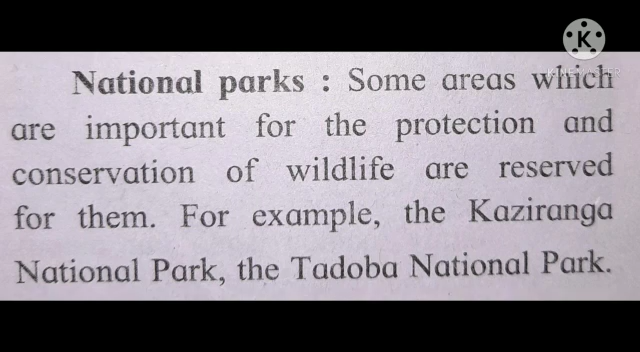 K
KINEMASTER
National parks : Some areas which
are important for the protection and
conservation of wildlife are reserved
for them. For example, the Kaziranga
National Park, the Tadoba National Park.